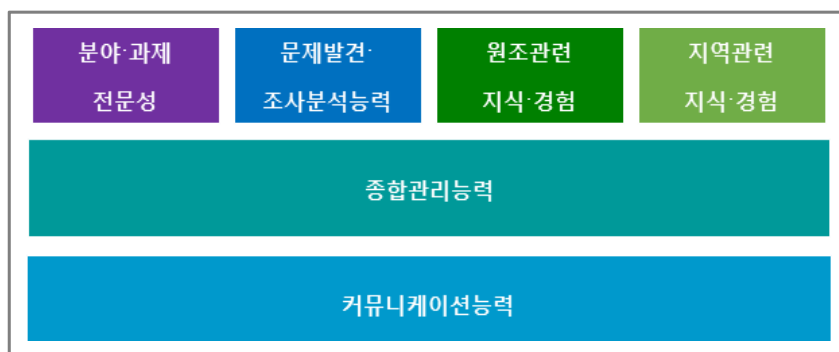 분야·과제
전문성
문제발견·
조사분석능력
원조관련
지식·경험
지역관련
지식·경험
종합관리능력
커뮤니케이션능력